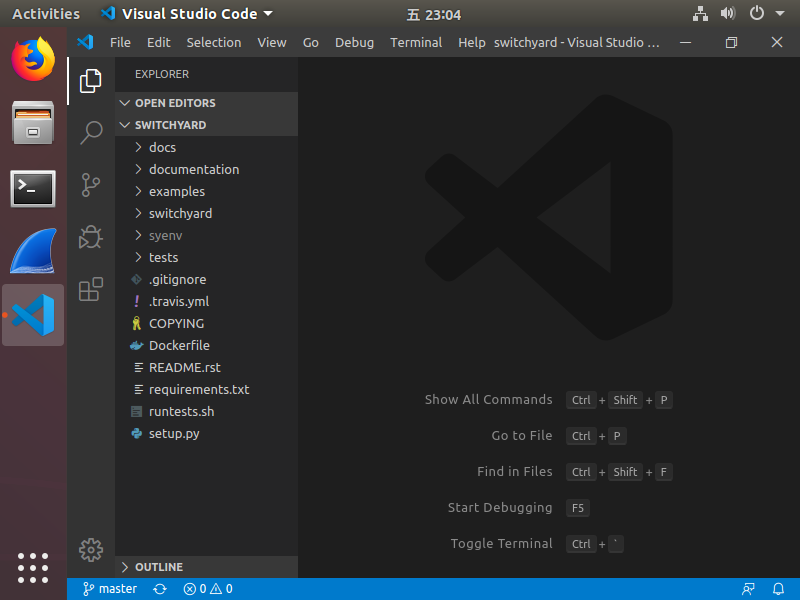 Activities Visual Studio Code 五 23:04
File Edit Selection View Go Debug Terminal Help switchyard - Visual Studio ...
EXPLORER
OPEN EDITORS
SWITCHYARD
docs
documentation
examples
switchyard
syenv
tests
.gitignore
.travis.yml
COPYING
Dockerfile
README.rst
requirements.txt
runtests.sh
setup.py
OUTLINE
Show All Commands Ctrl + Shift + P
Go to File Ctrl + P
Find in Files Ctrl + Shift + F
Start Debugging F5
Toggle Terminal Ctrl + `
master 0 0